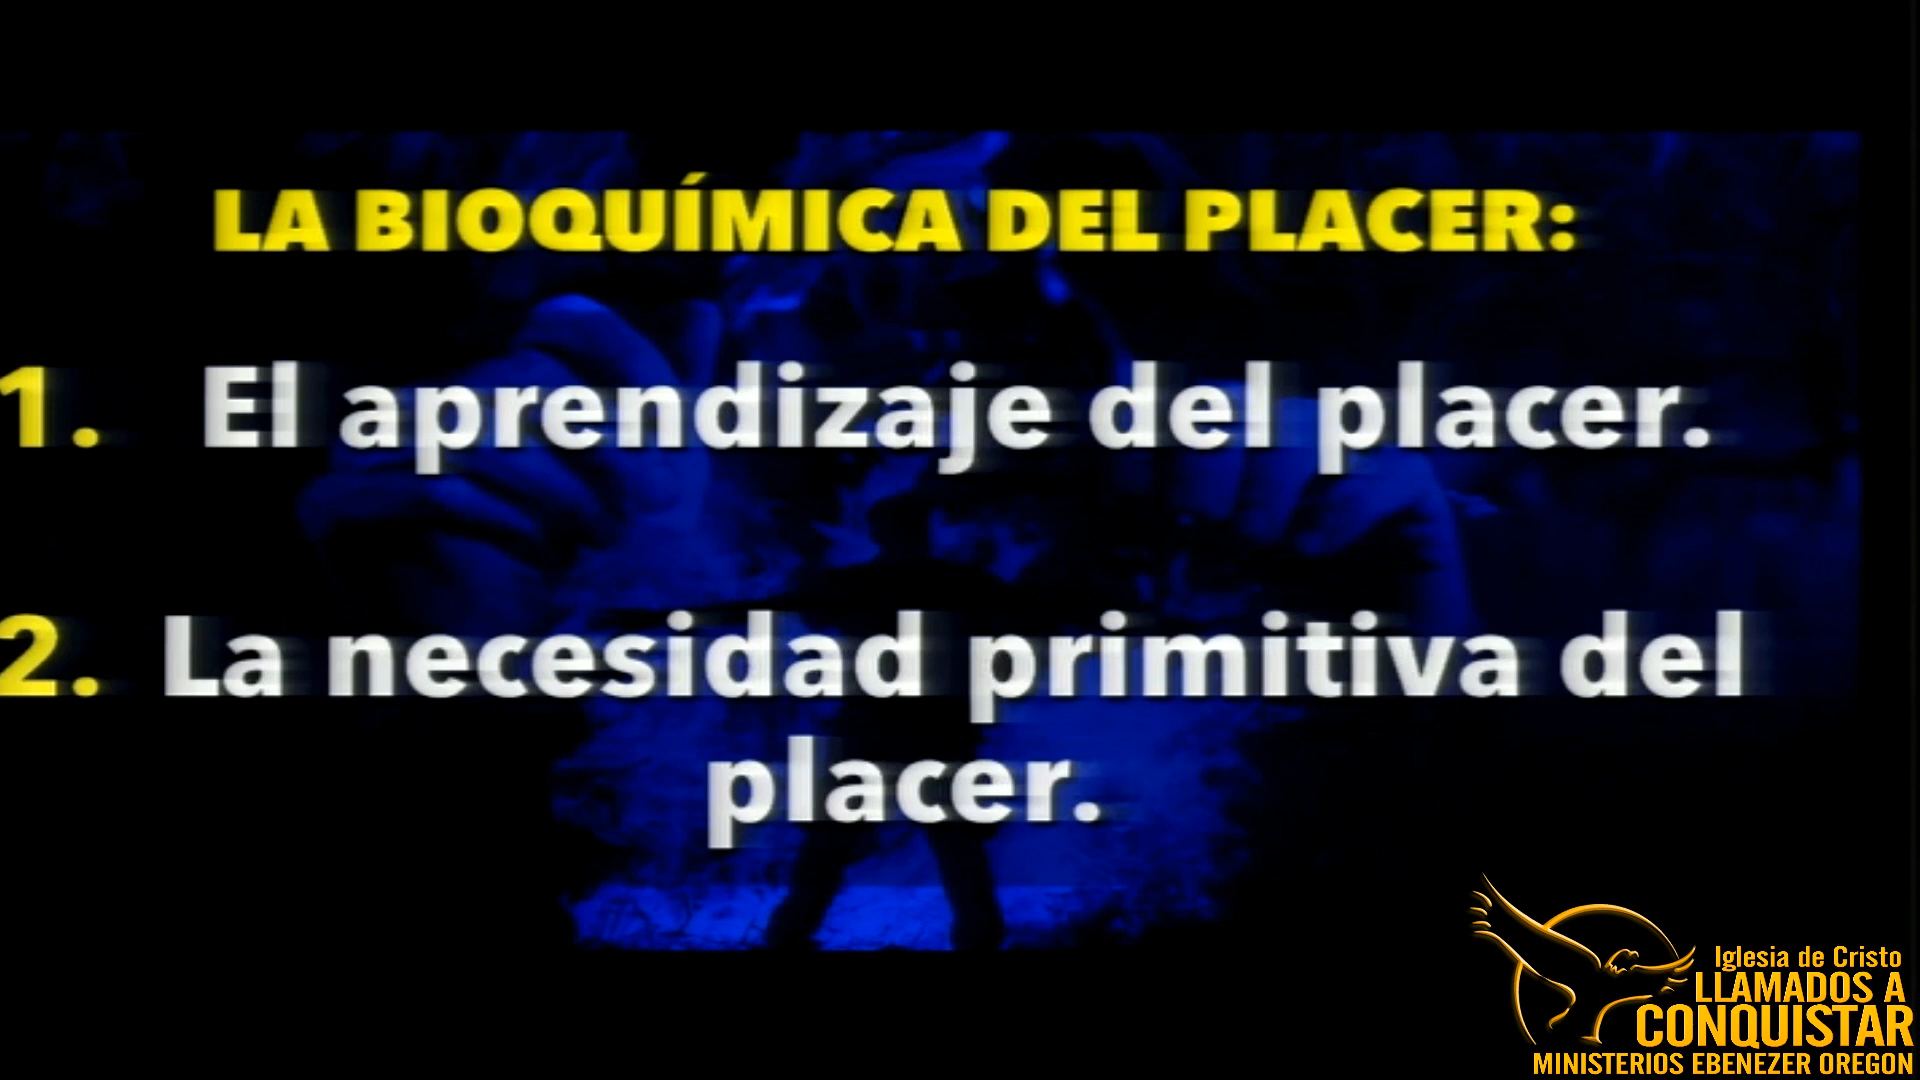 LA BIOQUÍMICA DEL PLACER:
1. El aprendizaje del placer.
2. La necesidad primitiva del
placer.
Iglesia de Cristo
LLAMADOS A
CONQUISTAR
MINISTERIOS EBENEZER OREGON